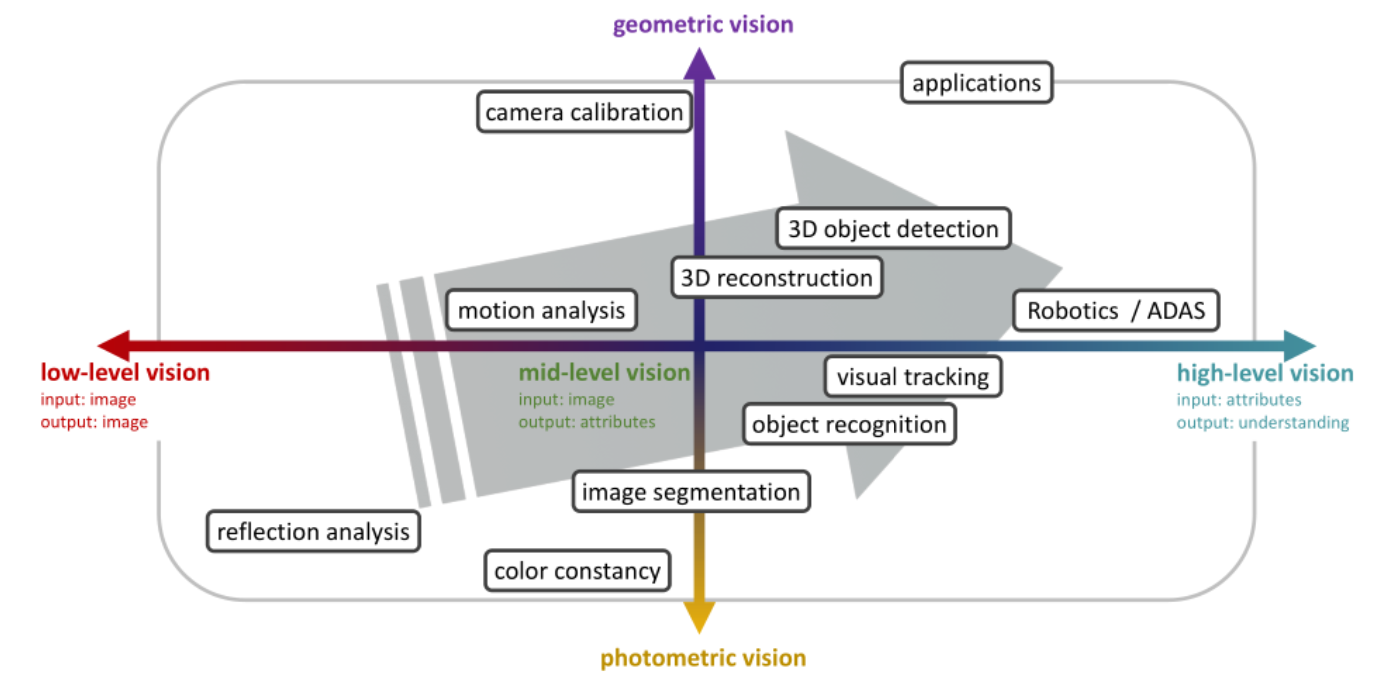 geometric vision
applications
camera calibration
3D object detection
3D reconstruction
motion analysis
Robotics / ADAS
low-level vision
input: image
output: image
mid-level vision
input: image
output: attributes
visual tracking
high-level vision
input: attributes
output: understanding
object recognition
image segmentation
reflection analysis
color constancy
photometric vision